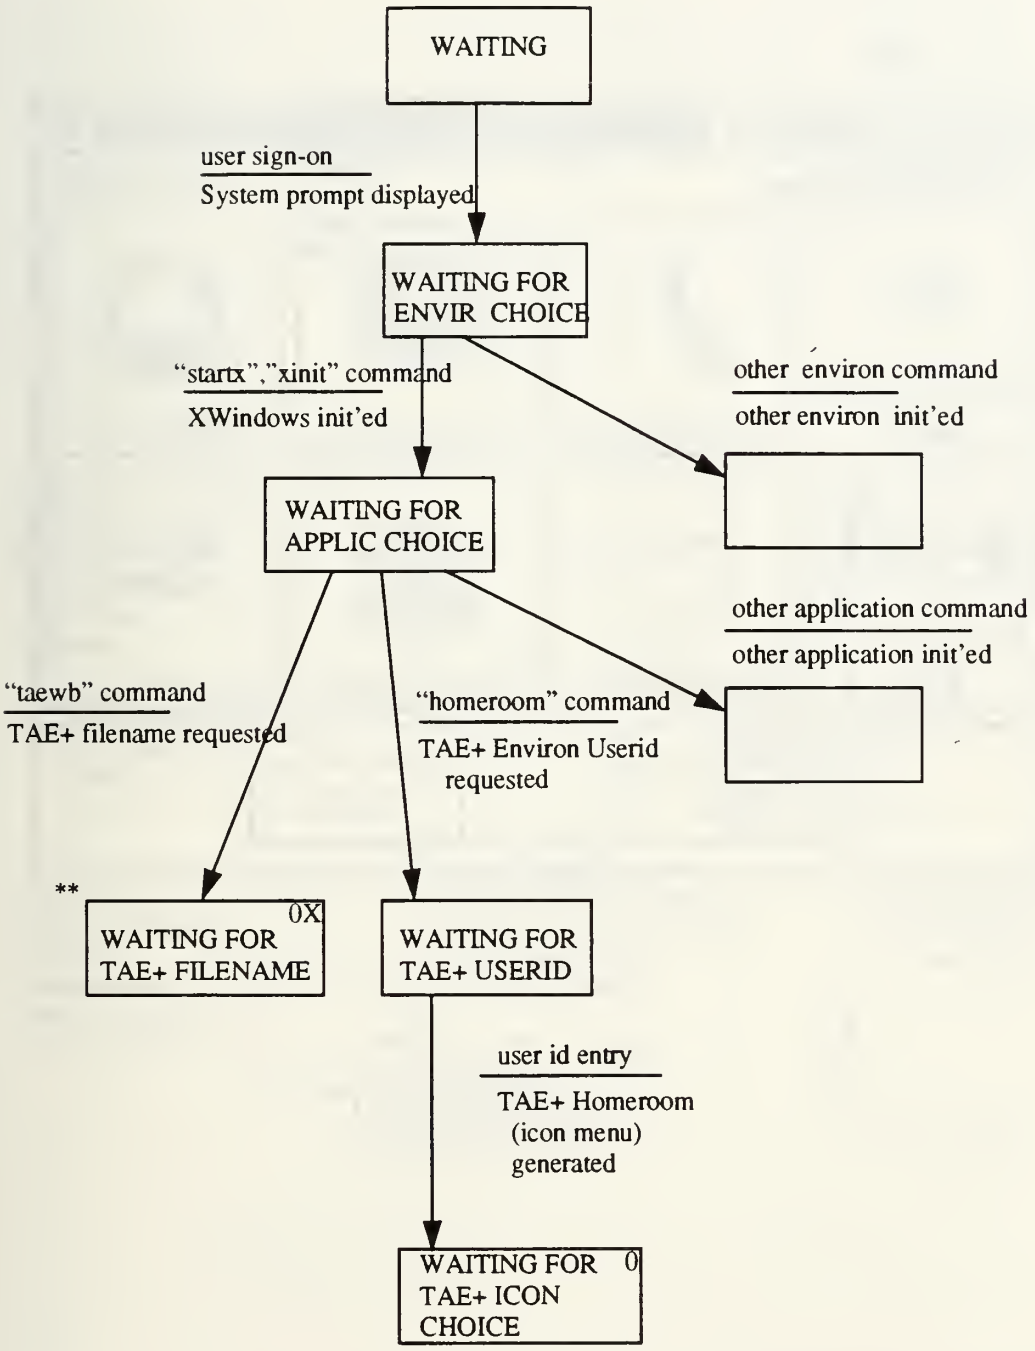 WAITING
user sign-on
System prompt displayed
WAITING FOR
ENVIR CHOICE
"startx","xinit" command
XWindows init'ed
other environ command
other environ init'ed
WAITING FOR
APPLIC CHOICE
other application command
other application init'ed
"taewb" command
TAE+ filename requested
"homeroom" command
TAE+ Environ Userid
requested
**
0X
WAITING FOR
TAE+ FILENAME
WAITING FOR
TAE+ USERID
user id entry
TAE+ Homeroom
(icon menu)
generated
WAITING FOR 0
TAE+ ICON
CHOICE